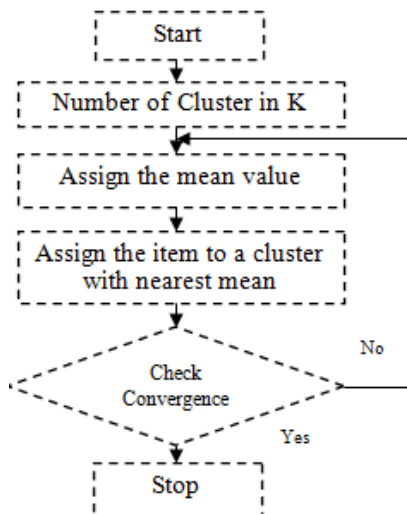 Start
Number of Cluster in K
Assign the mean value
Assign the item to a cluster
with nearest mean
No
Check
Convergence
Yes
Stop